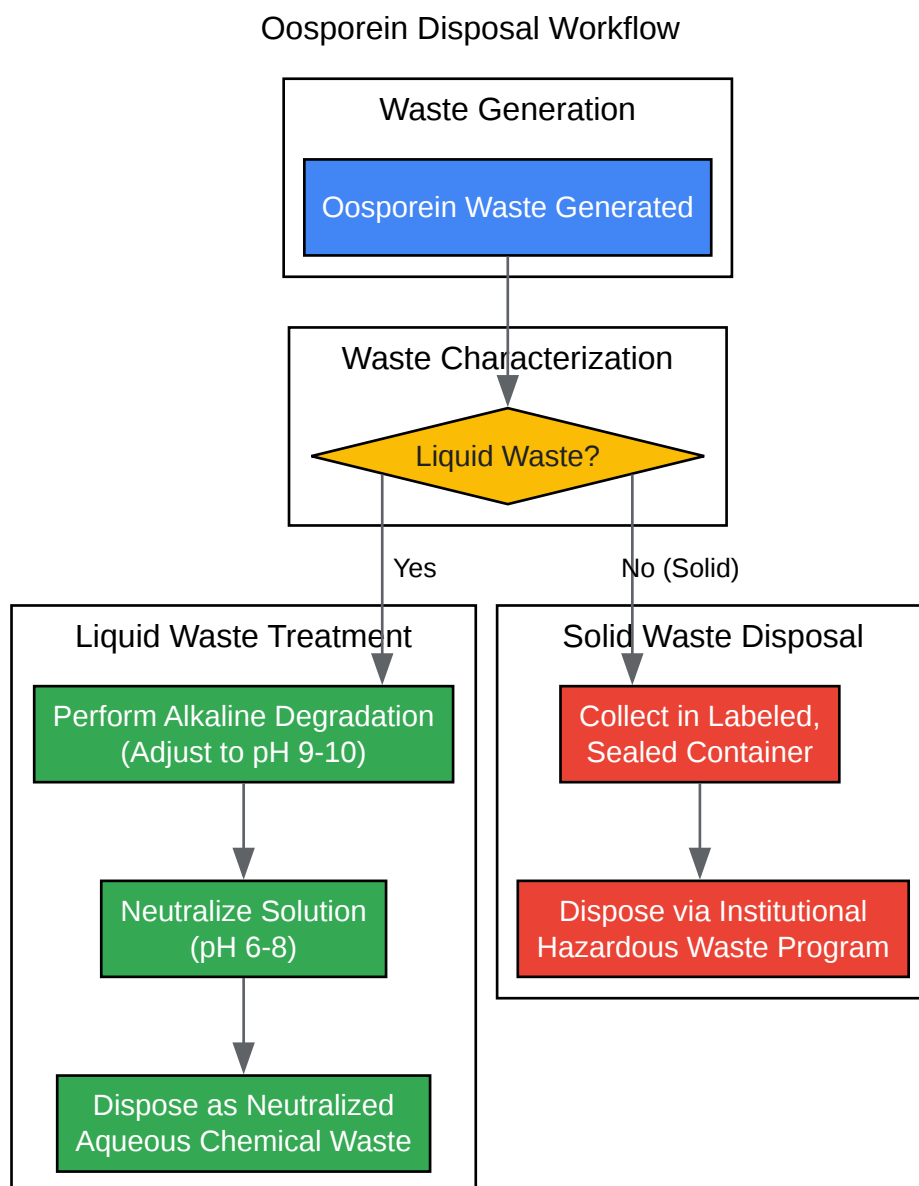 Oosporein Disposal Workflow
Waste Generation
Oosporein Waste Generated
Waste Characterization
Liquid Waste?
Yes
No (Solid)
Liquid Waste Treatment
Perform Alkaline Degradation
(Adjust to pH 9-10)
Neutralize Solution
(pH 6-8)
Dispose as Neutralized
Aqueous Chemical Waste
Solid Waste Disposal
Collect in Labeled,
Sealed Container
Dispose via Institutional
Hazardous Waste Program